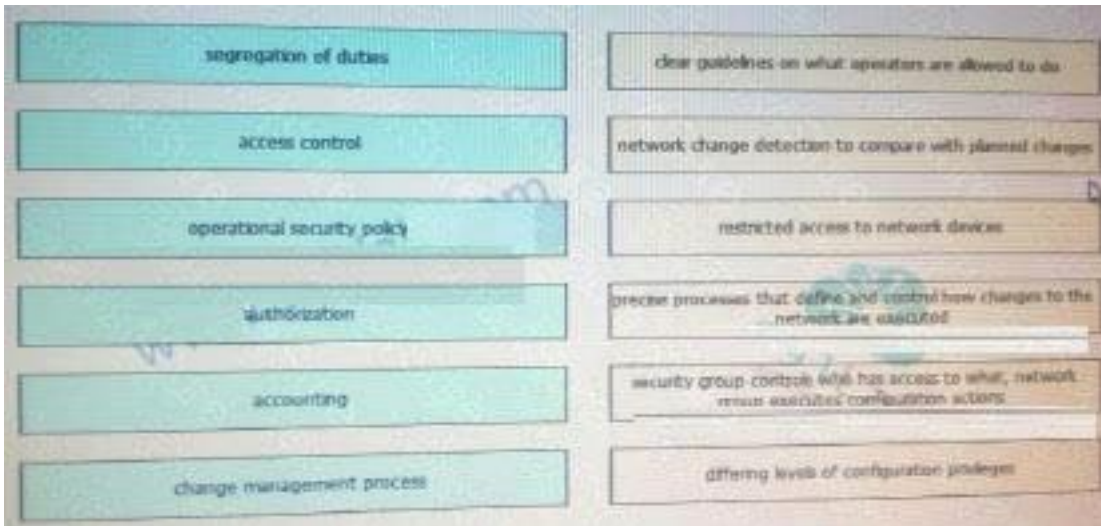 segregation of duties
clear guidelines on what operators are allowed to do
access control
network change detection to compare with planned changes
operational security policy
restricted access to network devices
authorization
precise processes that define and control how changes to the
network are executed
accounting
security group controls who has access to what, network
group executes configuration actions
change management process
differing levels of configuration privileges